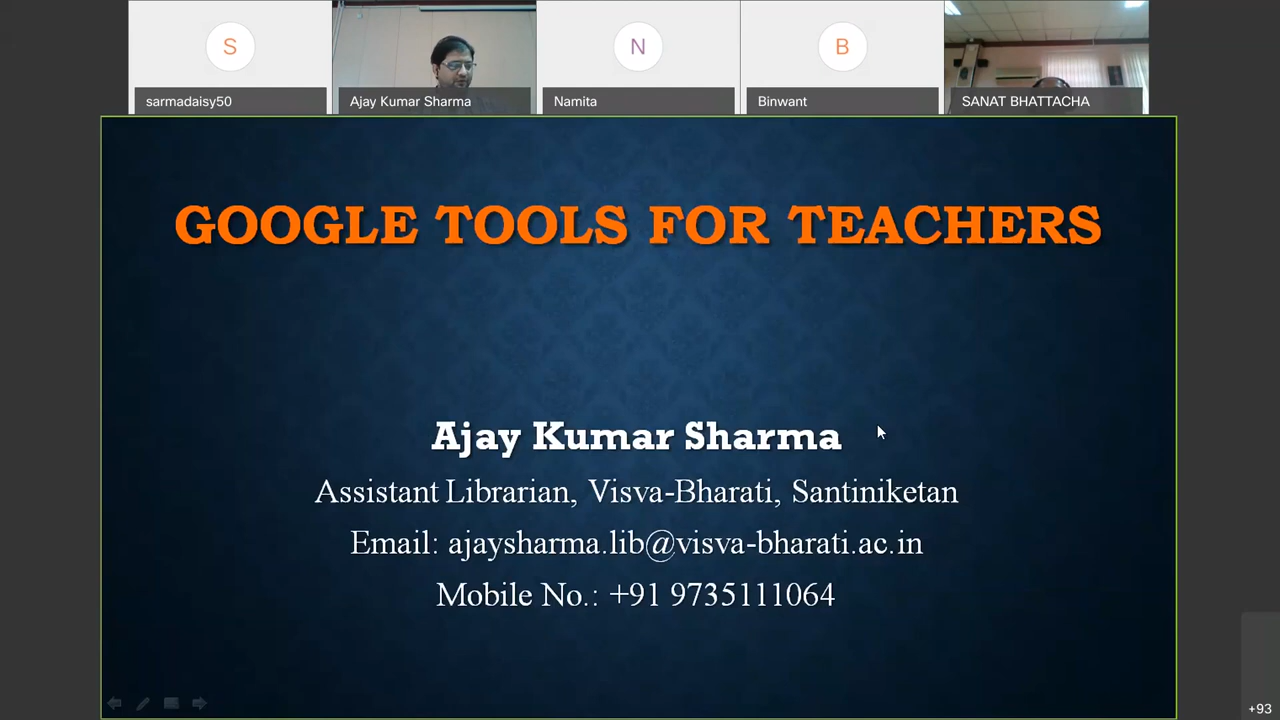 S
N
B
sarmadaisy50
Ajay Kumar Sharma
Namita
Binwant
SANAT BHATTACHA
GOOGLE TOOLS FOR TEACHERS
Ajay Kumar Sharma
Assistant Librarian, Visva-Bharati, Santiniketan
Email: ajaysharma.lib@visva-bharati.ac.in
Mobile No.: +91 9735111064
+93